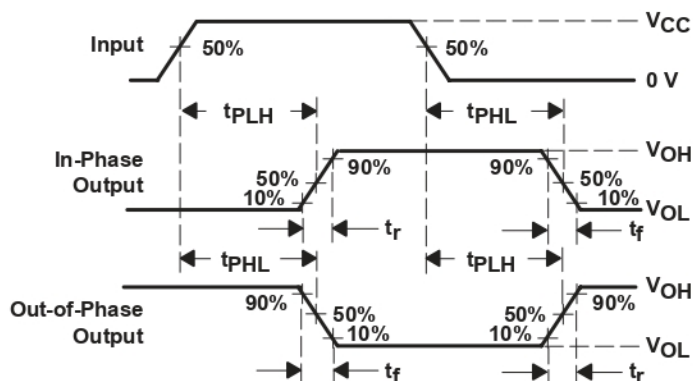 VCC
Input
50%
50%
0 V
tPLH
tPHL
In-Phase
Output
VOH
90%
90%
50%
50%
10%
10%
VOL
tr
tf
tPHL
tPLH
Out-of-Phase
Output
VOH
90%
90%
50%
50%
10%
10%
VOL
tf
tr